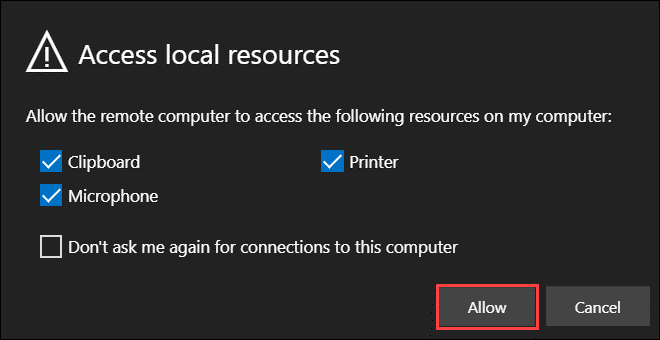 Access local resources
Allow the remote computer to access the following resources on my computer:
Clipboard Printer
Microphone
Don't ask me again for connections to this computer
Allow Cancel